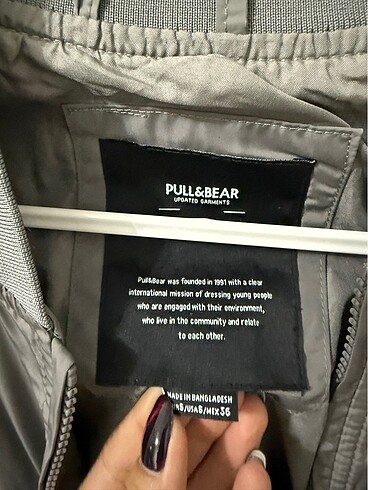 PULL&BEAR
UPDATED GARMENTS
Pull&Bear was founded in 1991 with a clear
international mission of dressing young people
who are engaged with their environment,
who live in the community and relate
to each other.
MADE IN BANGLADESH
S/USAS/MEX 36